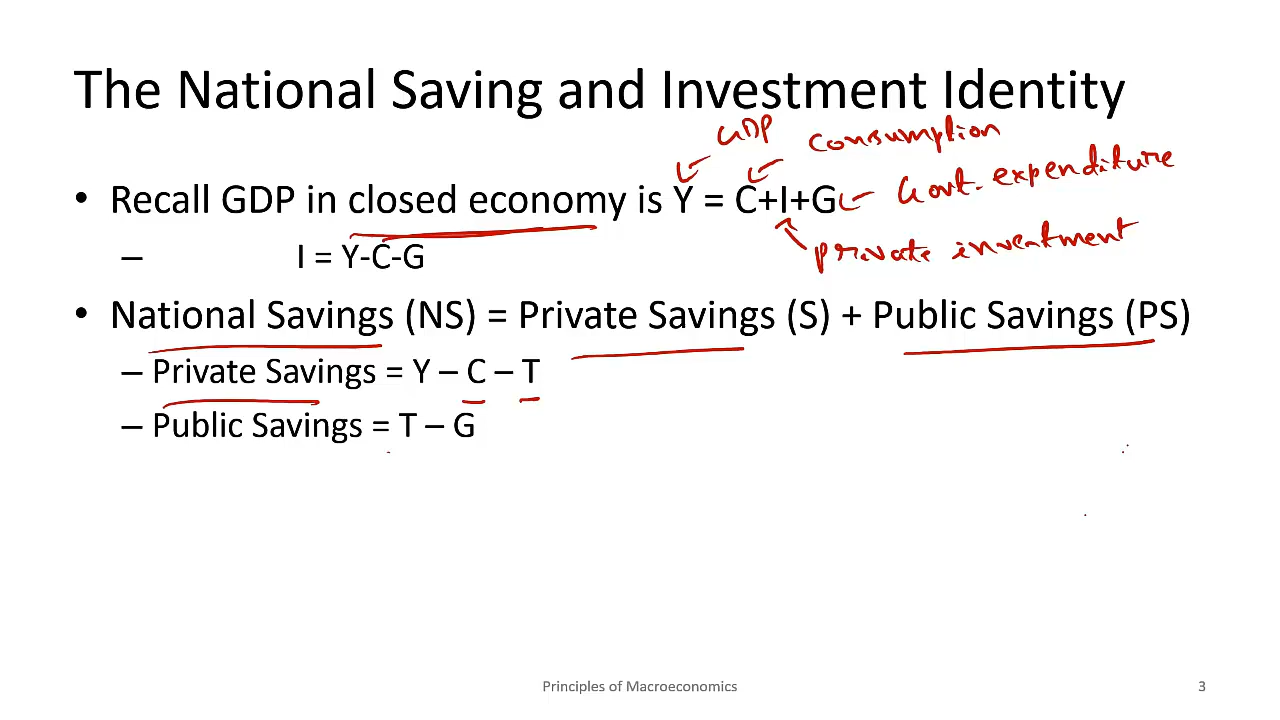 The National Saving and Investment Identity
GDP
consumption
• Recall GDP in closed economy is Y = C+I+G
Govt. expenditure
private investment
– I = Y-C-G
• National Savings (NS) = Private Savings (S) + Public Savings (PS)
– Private Savings = Y – C – T
– Public Savings = T – G
Principles of Macroeconomics
3